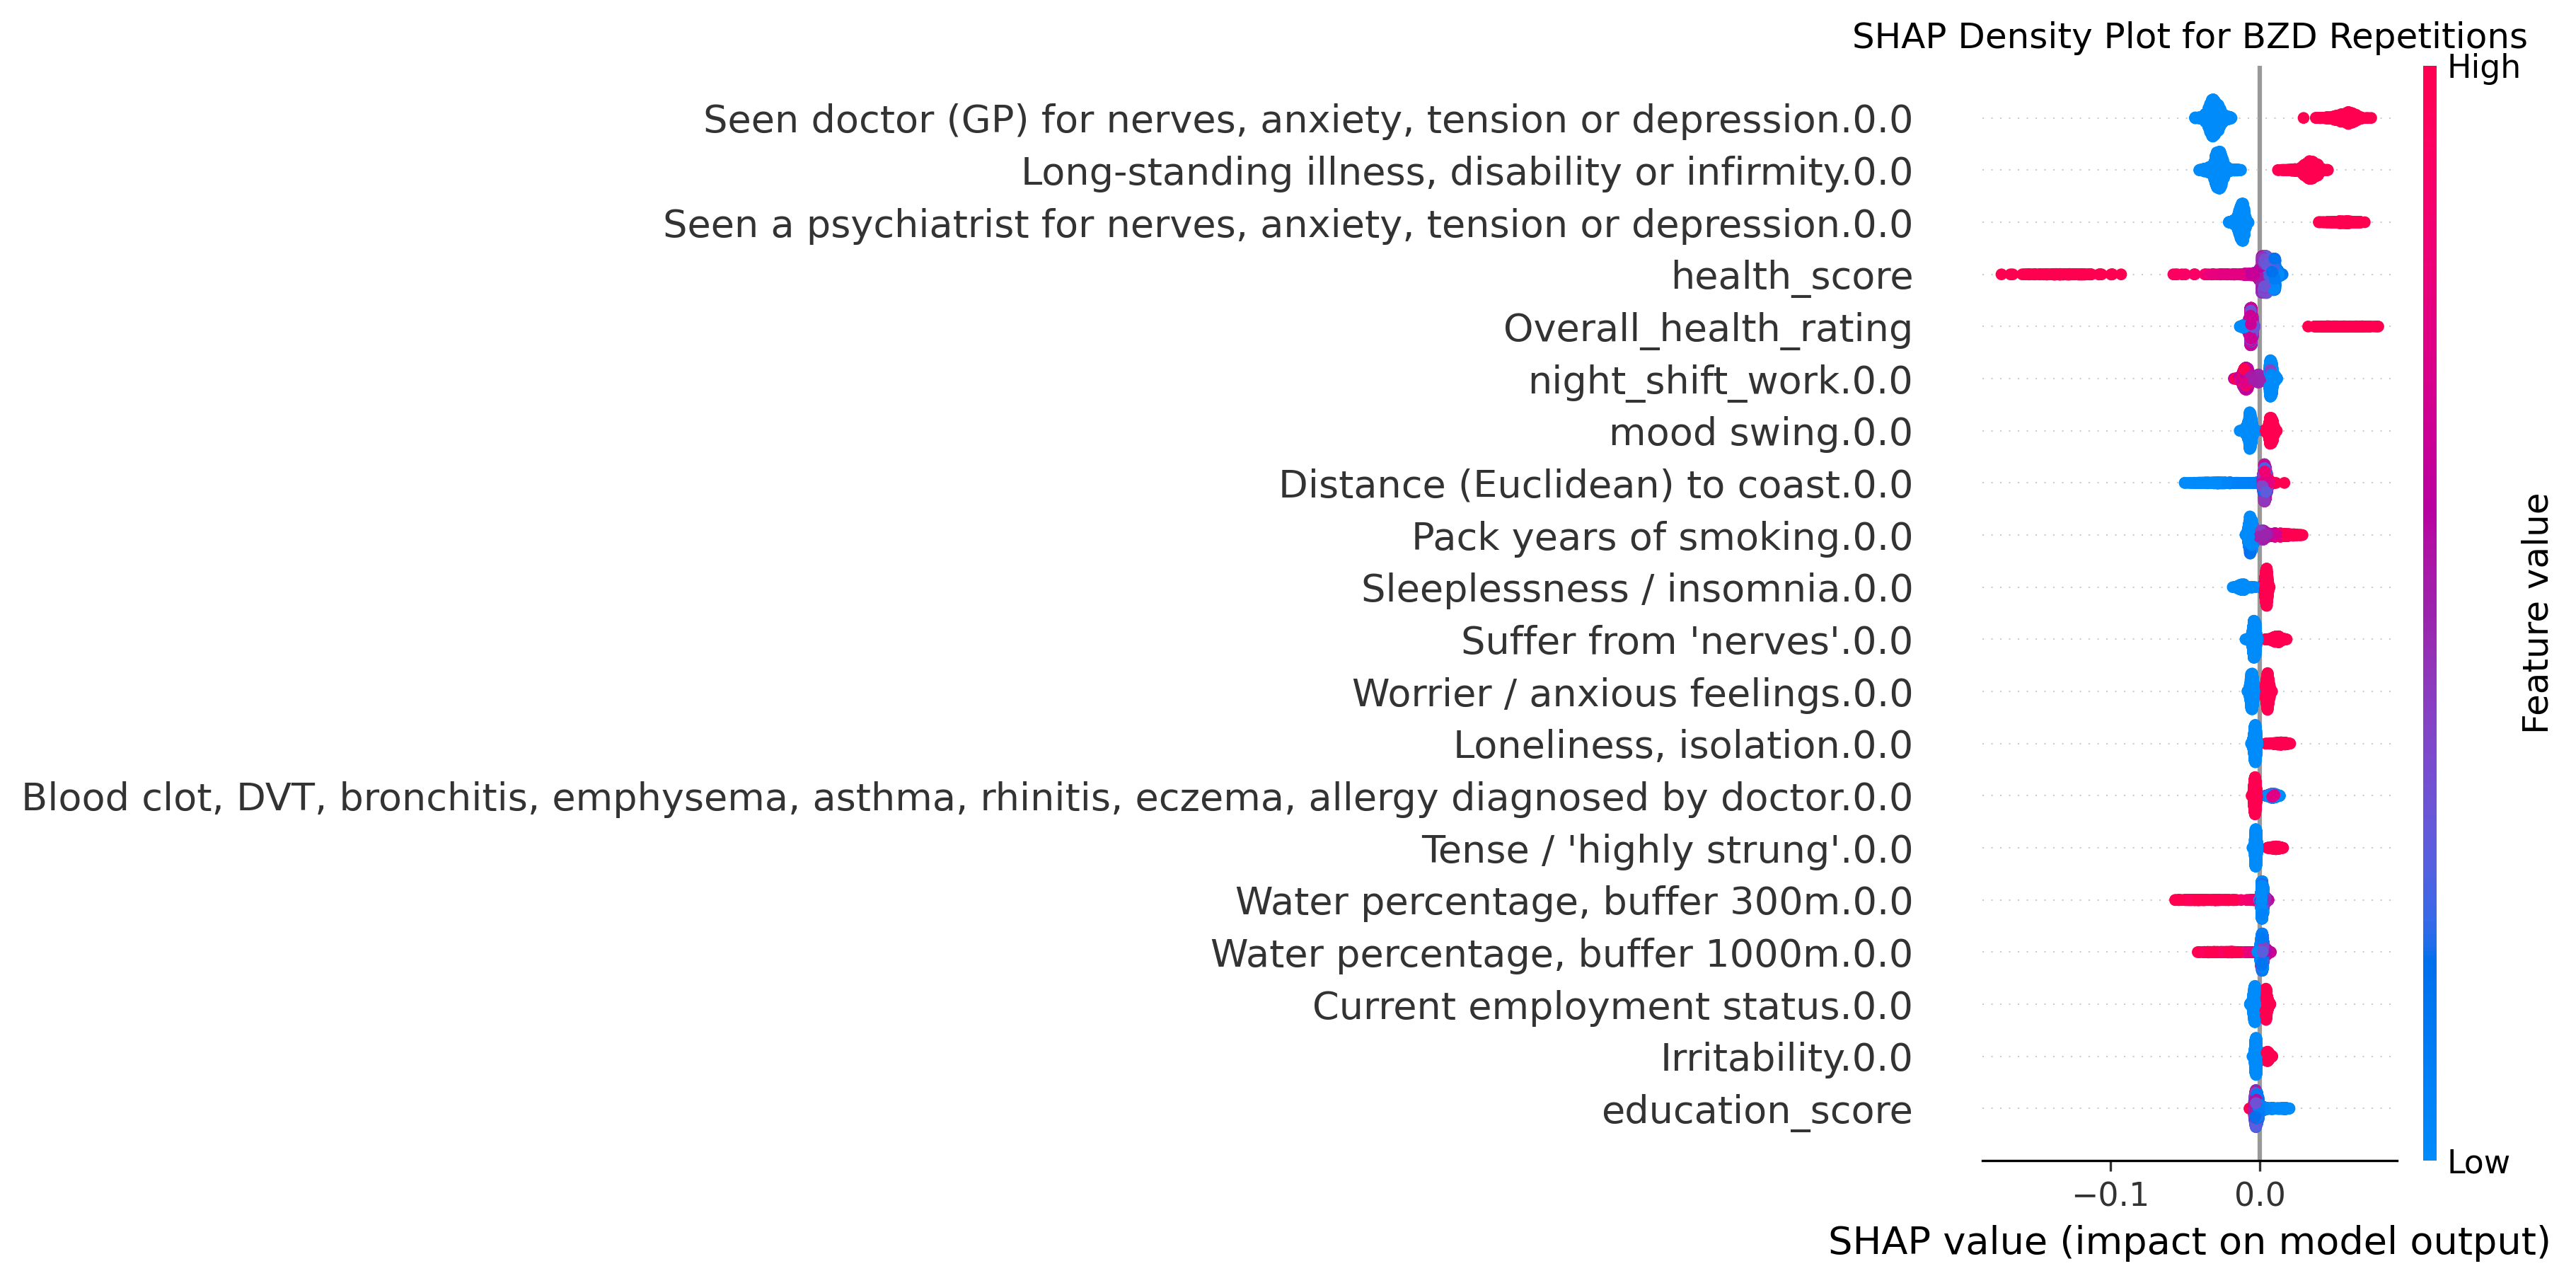 SHAP Density Plot for BZD Repetitions
High
Seen doctor (GP) for nerves, anxiety, tension or depression.0.0
Long-standing illness, disability or infirmity.0.0
Seen a psychiatrist for nerves, anxiety, tension or depression.0.0
health_score
Overall_health_rating
night_shift_work.0.0
mood swing.0.0
Distance (Euclidean) to coast.0.0
Pack years of smoking.0.0
Sleeplessness / insomnia.0.0
Suffer from 'nerves'.0.0
Worrier / anxious feelings.0.0
Loneliness, isolation.0.0
Blood clot, DVT, bronchitis, emphysema, asthma, rhinitis, eczema, allergy diagnosed by doctor.0.0
Tense / 'highly strung'.0.0
Water percentage, buffer 300m.0.0
Water percentage, buffer 1000m.0.0
Current employment status.0.0
Irritability.0.0
education_score
Feature value
Low
−0.1 0.0
SHAP value (impact on model output)